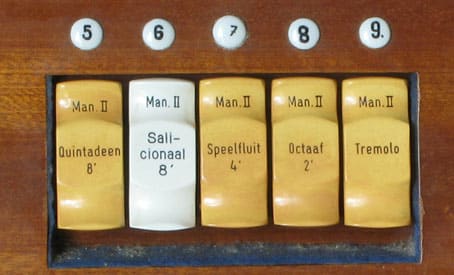 5 6 7 8 9.
Man. II
Quintadeen
8'
Man. II
Sali-
cionaal
8'
Man. II
Speelfluit
4'
Man. II
Octaaf
2'
Man. II
Tremolo